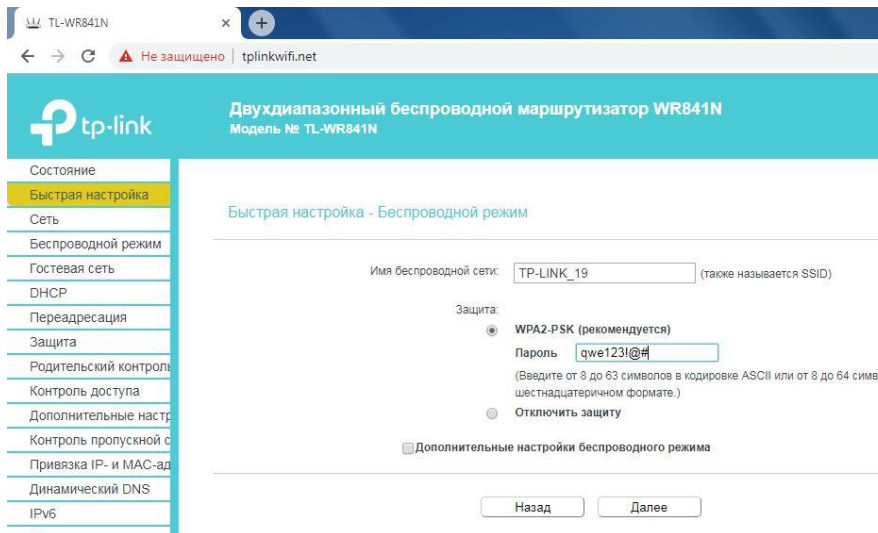 TL-WR841N
Не защищено | tplinkwifi.net
tp-link
Двухдиапазонный беспроводной маршрутизатор WR841N
Модель № TL-WR841N
Состояние
Быстрая настройка
Сеть
Беспроводной режим
Гостевая сеть
DHCP
Переадресация
Защита
Родительский контроль
Контроль доступа
Дополнительные настр
Контроль пропускной с
Привязка IP- и MAC-ад
Динамический DNS
IPv6
Быстрая настройка - Беспроводной режим
Имя беспроводной сети: TP-LINK_19 (также называется SSID)
Защита:
WPA2-PSK (рекомендуется)
Пароль qwe123!@#
(Введите от 8 до 63 символов в кодировке ASCII или от 8 до 64 симв
шестнадцатеричном формате.)
Отключить защиту
Дополнительные настройки беспроводного режима
Назад Далее